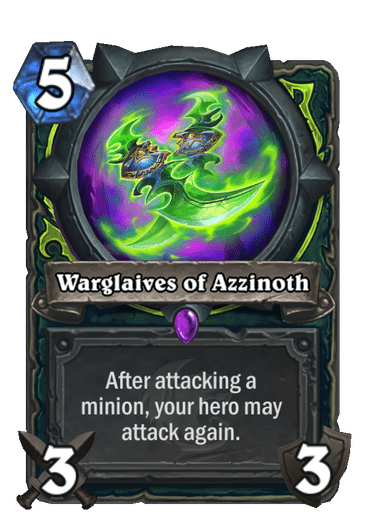 5
Warglaives of Azzinoth
After attacking a
minion, your hero may
attack again.
3
3